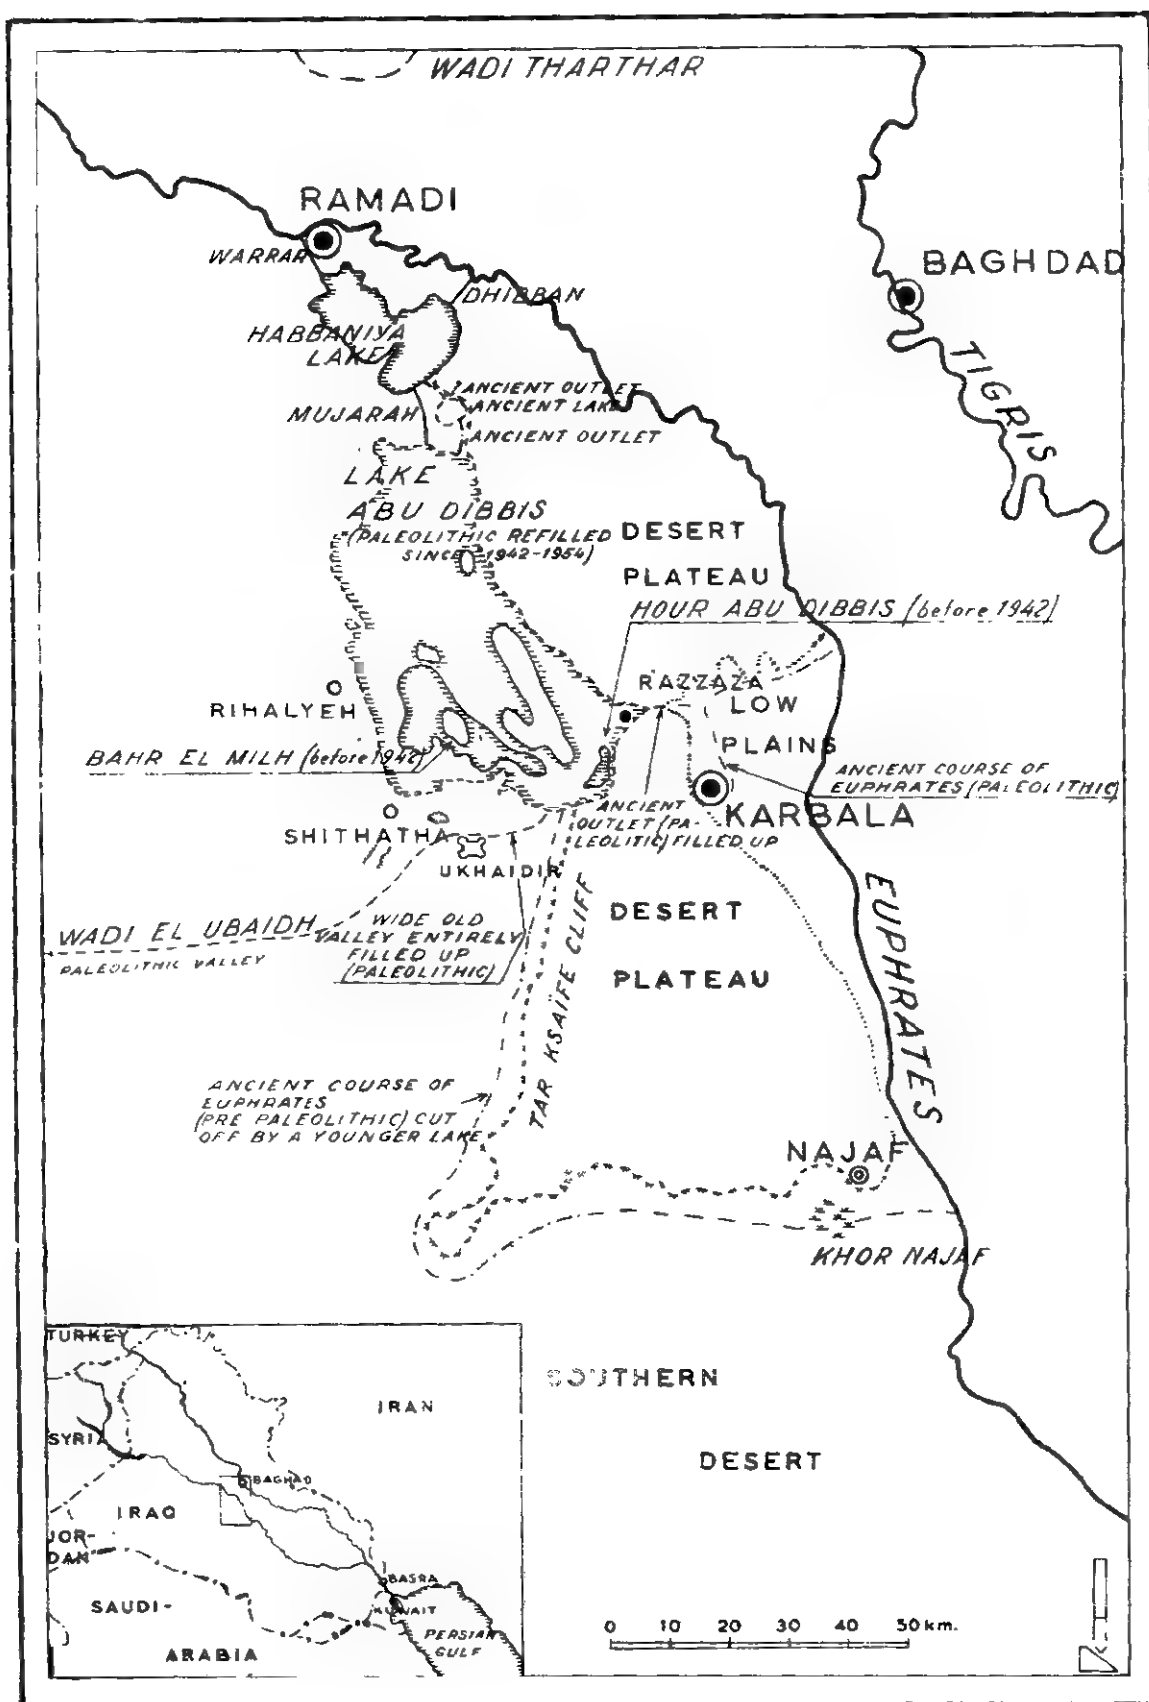 WADI THARTHAR
RAMADI
WARRAR
BAGHDAD
DHIBBAN
HABBANIYA
LAKE
TIGRIS
ANCIENT OUTLET
ANCIENT LAKE
MUJARAH
ANCIENT OUTLET
LAKE
ABU DIBBIS
(PALEOLITHIC REFILLED
SINCE 1942-1954)
DESERT
PLATEAU
HOUR ABU DIBBIS (before 1942)
RAZZAZA
LOW
PLAINS
RIHALYEH
BAHR EL MILH (before 1942)
ANCIENT COURSE OF
EUPHRATES (PALEOLITHIC)
ANCIENT
OUTLET (PA-
LEOLITIC) FILLED UP
KARBALA
SHITHATHA
UKHAIDIR
EUPHRATES
WADI EL UBAIDH
PALEOLITHIC VALLEY
WIDE OLD
VALLEY ENTIRELY
FILLED UP
(PALEOLITHIC)
DESERT
PLATEAU
TAR KSAIFE CLIFF
ANCIENT COURSE OF
EUPHRATES
(PRE PALEOLITHIC) CUT
OFF BY A YOUNGER LAKE
NAJAF
KHOR NAJAF
SOUTHERN
DESERT
TURKEY
IRAN
SYRIA
BAGHDAD
IRAQ
JOR-
DAN
BASRA
KUWAIT
SAUDI-
ARABIA
PERSIAN
GULF
0 10 20 30 40 50 km.